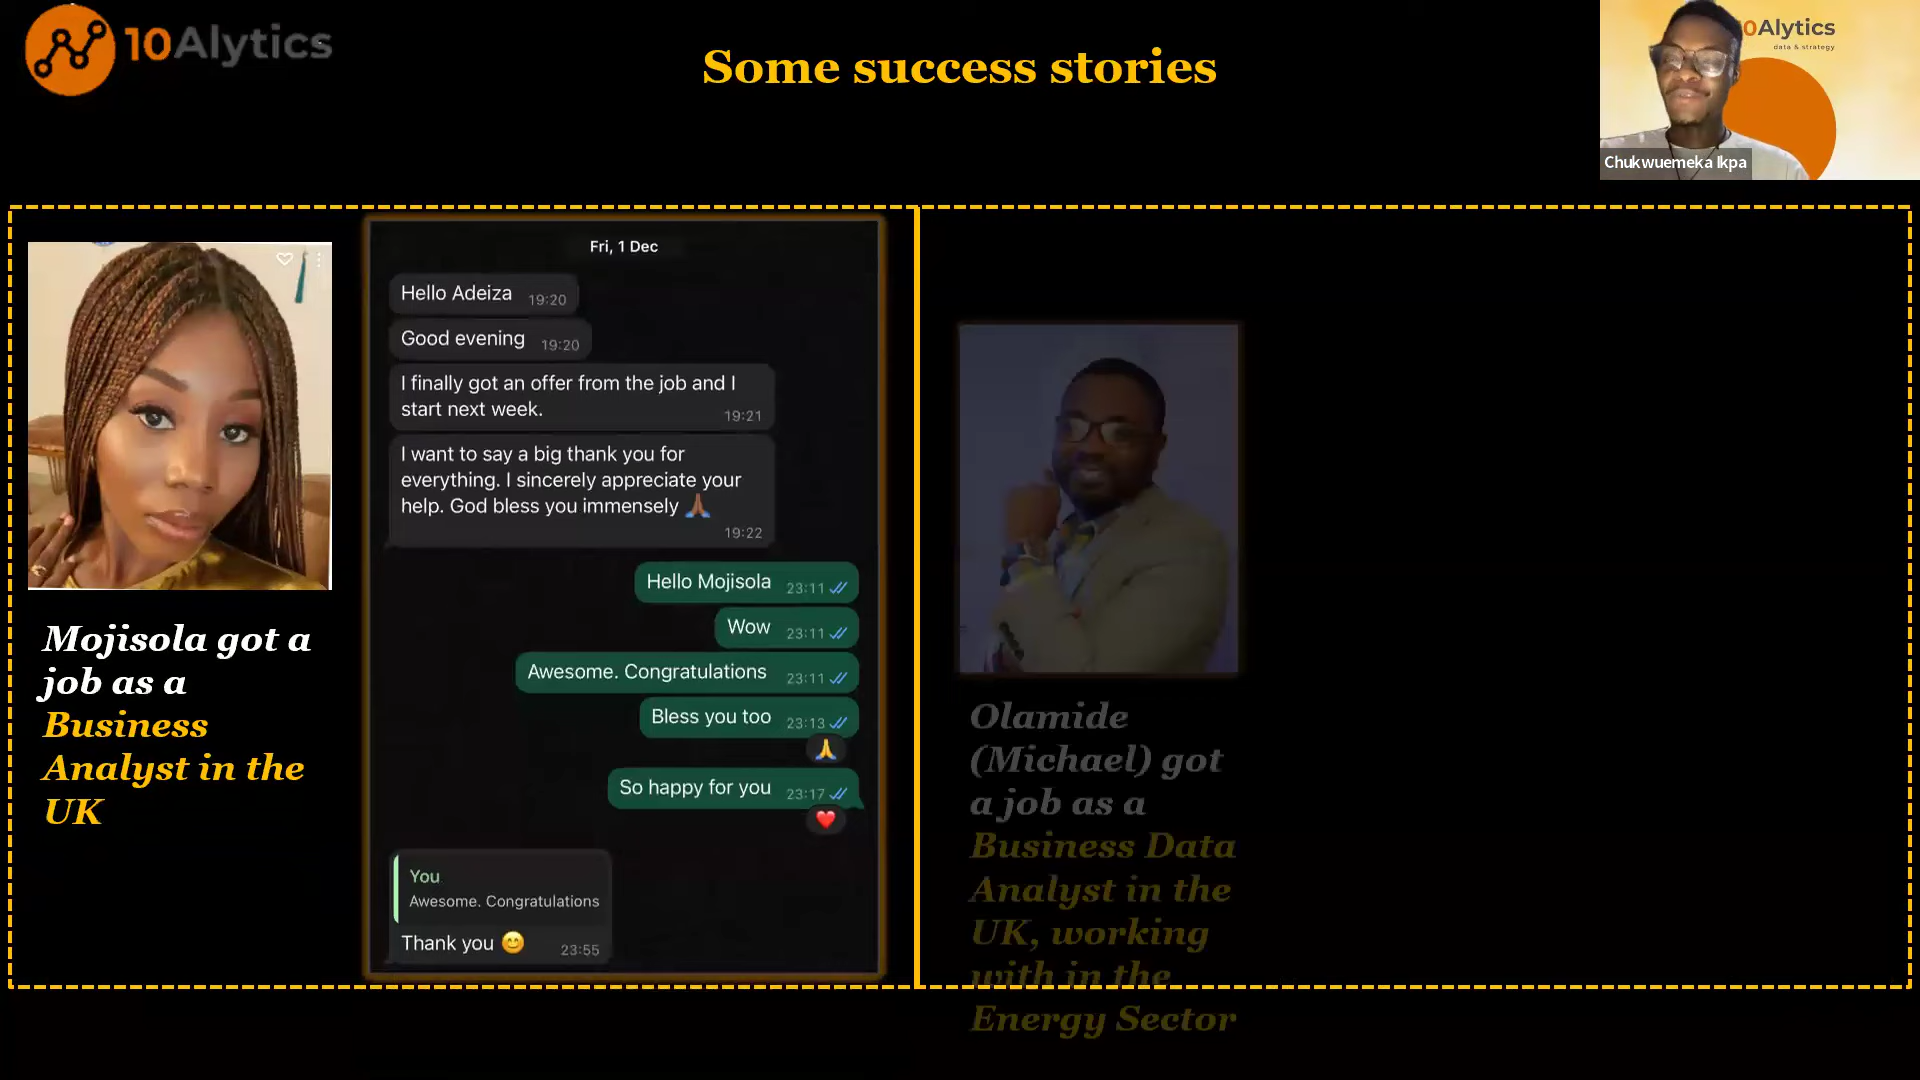 10Alytics
Some success stories
10Alytics
data & strategy
Chukwuemeka Ikpa
Mojisola got a
job as a
Business
Analyst in the
UK
Fri, 1 Dec
Hello Adeiza 19:20
Good evening 19:20
I finally got an offer from the job and I
start next week. 19:21
I want to say a big thank you for
everything. I sincerely appreciate your
help. God bless you immensely 🙏🏾
19:22
Hello Mojisola 23:11
Wow 23:11
Awesome. Congratulations 23:11
Bless you too 23:13
🙏
So happy for you 23:17
❤️
You
Awesome. Congratulations
Thank you 😊 23:55
Olamide
(Michael) got
a job as a
Business Data
Analyst in the
UK, working
with in the
Energy Sector